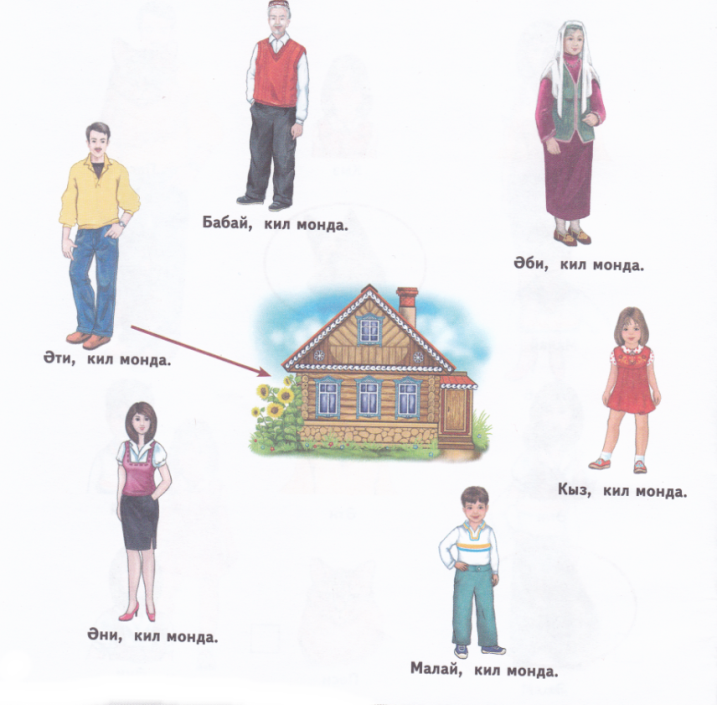 Бабай, кил монда.
Әби, кил монда.
Әти, кил монда.
Кыз, кил монда.
Әни, кил монда.
Малай, кил монда.